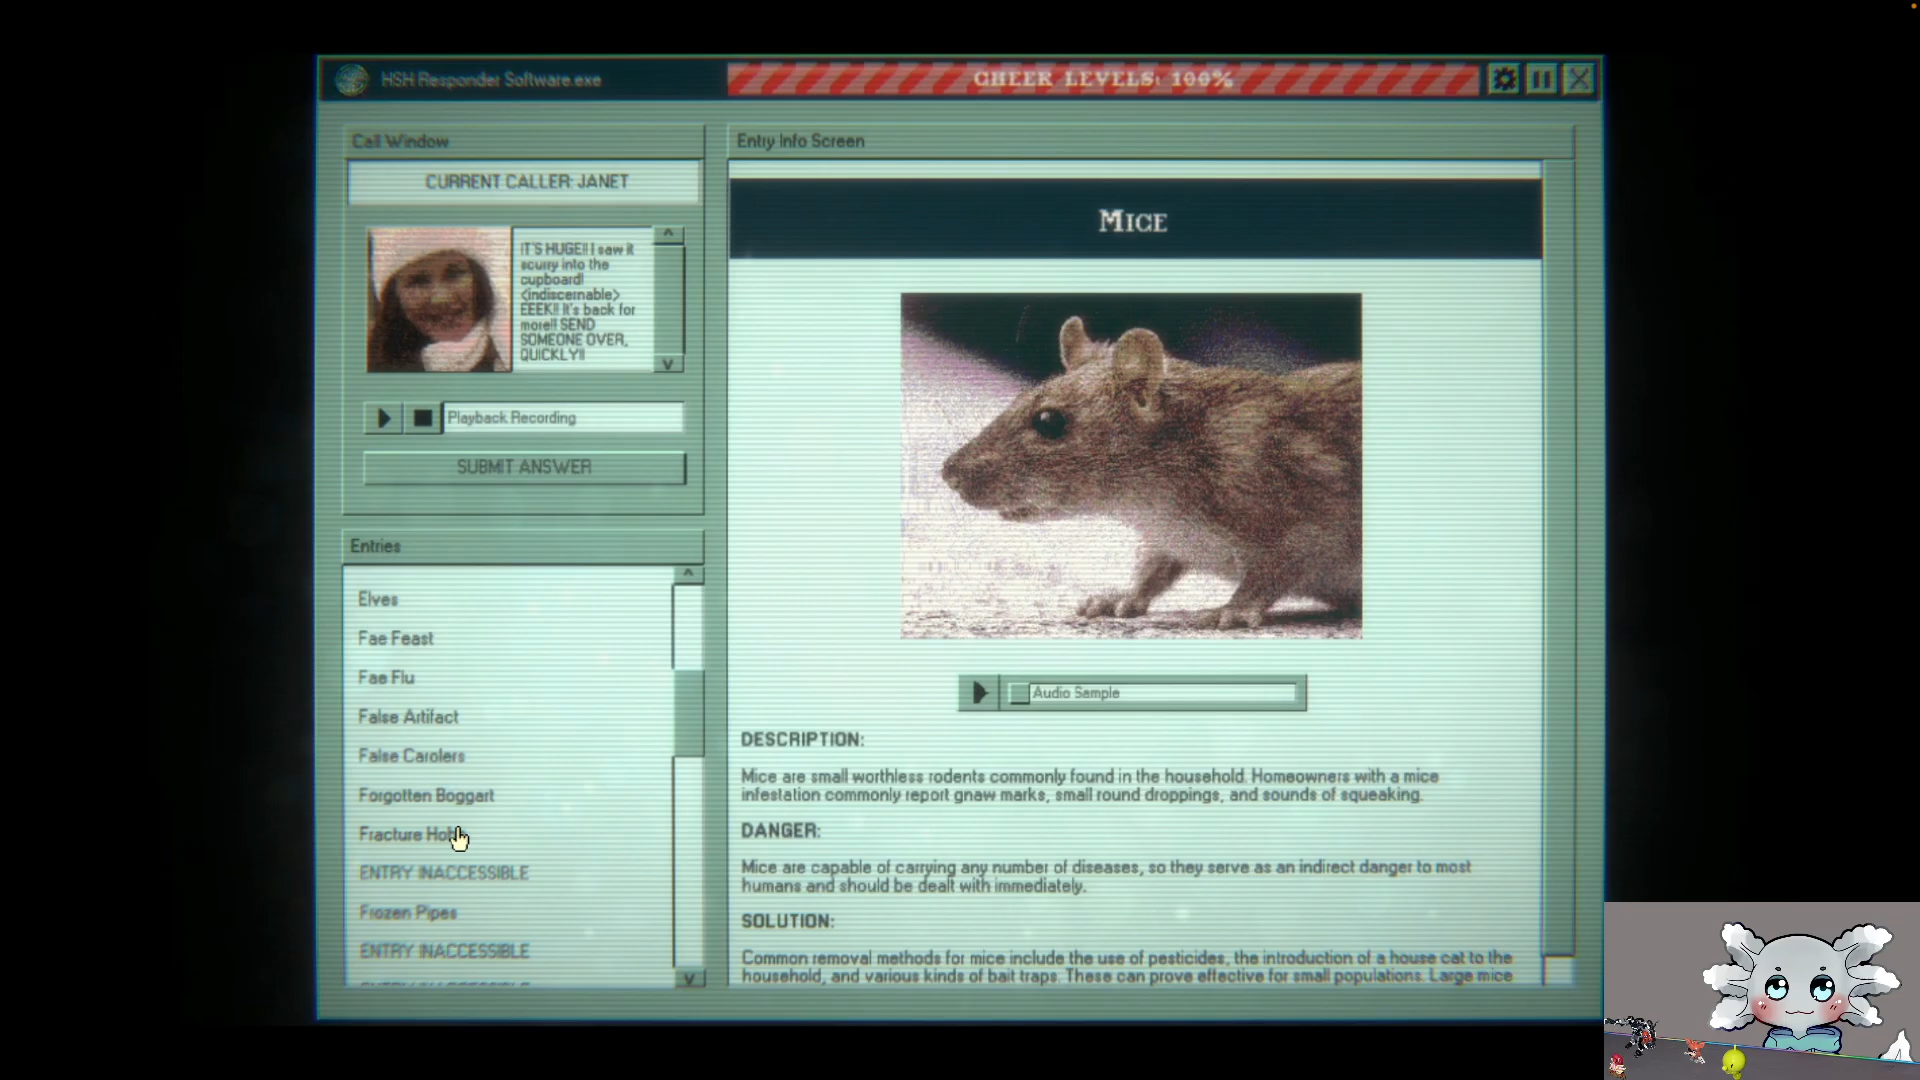 HSH Responder Software.exe
CHEER LEVELS: 100%
Call Window
CURRENT CALLER: JANET
IT'S HUGE!! I saw it
scurry into the
cupboard!
<indiscernable>
EEEK!! It's back for
more!! SEND
SOMEONE OVER,
QUICKLY!!
Playback Recording
SUBMIT ANSWER
Entries
Elves
Fae Feast
Fae Flu
False Artifact
False Carolers
Forgotten Boggart
Fracture
ENTRY INACCESSIBLE
Frozen Pipes
ENTRY INACCESSIBLE
Entry Info Screen
MICE
Audio Sample
DESCRIPTION:
Mice are small worthless rodents commonly found in the household. Homeowners with a mice
infestation commonly report gnaw marks, small round droppings, and sounds of squeaking.
DANGER:
Mice are capable of carrying any number of diseases, so they serve as an indirect danger to most
humans and should be dealt with immediately.
SOLUTION:
Common removal methods for mice include the use of pesticides, the introduction of a house cat to the
household, and various kinds of bait traps. These can prove effective for small populations. Large mice